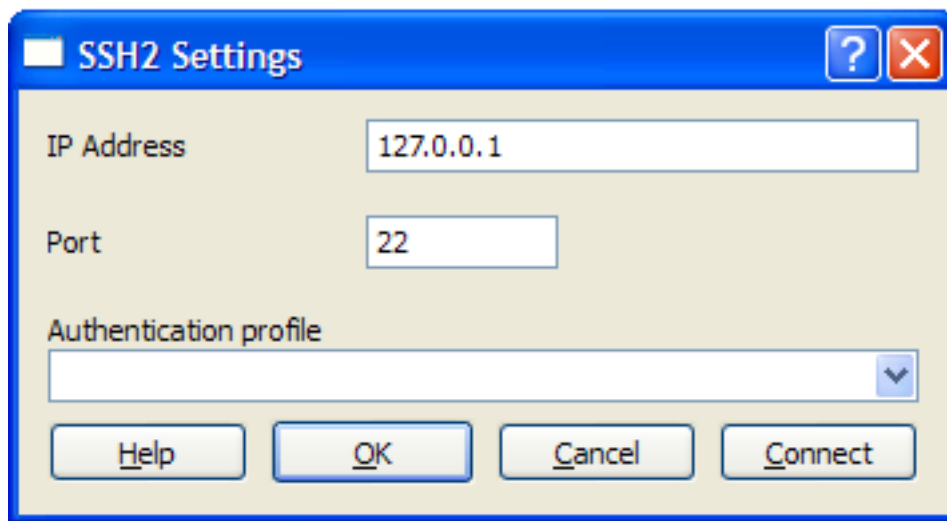 SSH2 Settings
IP Address 127.0.0.1
Port 22
Authentication profile
Help OK Cancel Connect